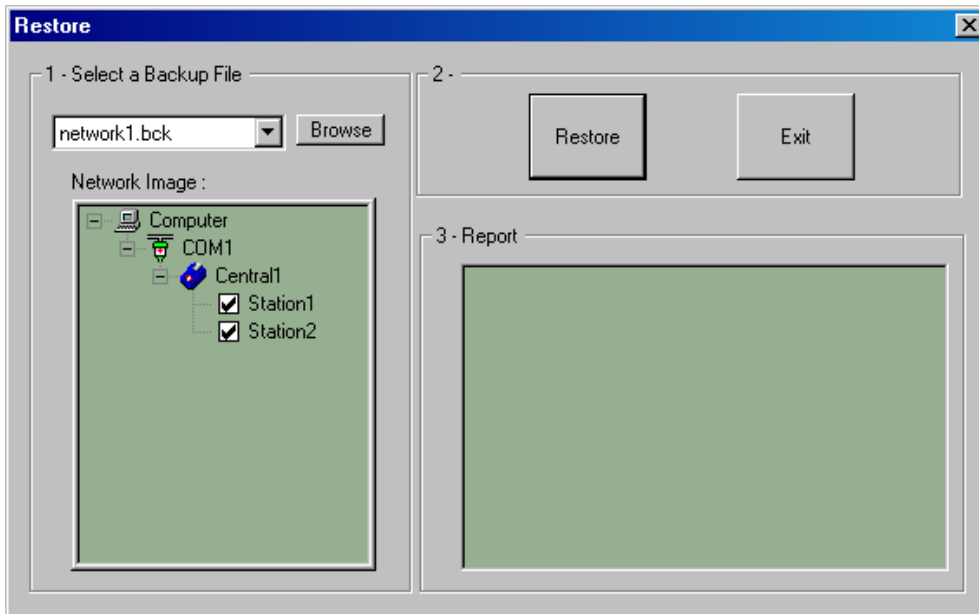 Restore
1 - Select a Backup File
network1.bck
Browse
Network Image :
Computer
COM1
Central1
Station1
Station2
2 -
Restore
Exit
3 - Report